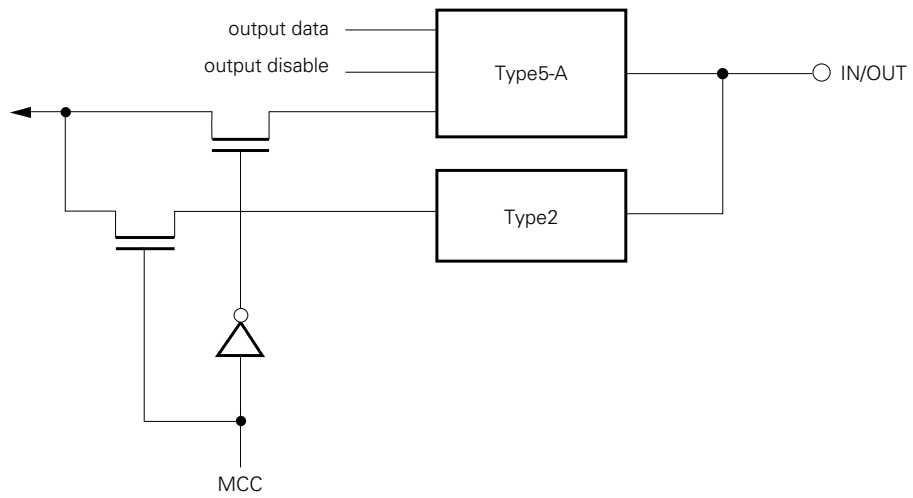 output data
output disable
Type5-A
IN/OUT
Type2
MCC